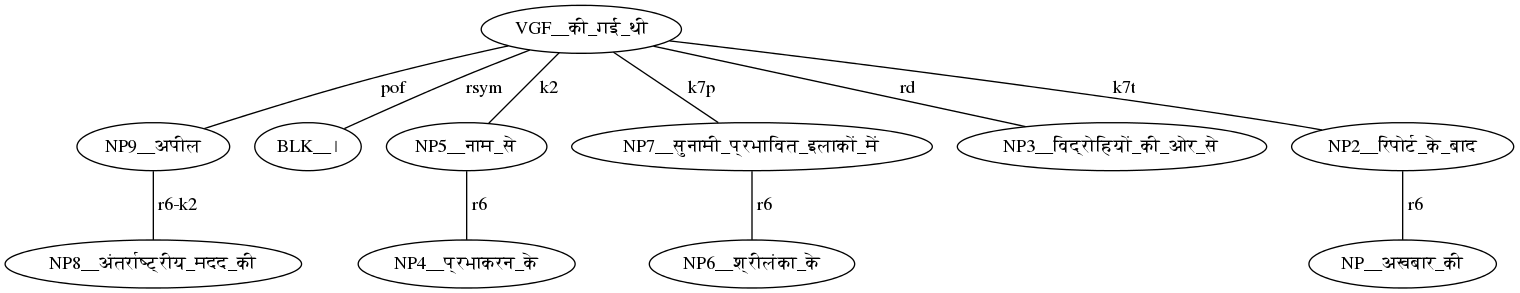 VGF__की_गई_थी
pof rsym k2 k7p rd k7t
NP9__अपील BLK__। NP5__नाम_से NP7__सुनामी_प्रभावित_इलाकों_में NP3__विद्रोहियों_की_ओर_से NP2__रिपोर्ट_के_बाद
r6-k2 r6 r6 r6
NP8__अंतर्राष्ट्रीय_मदद_की NP4__प्रभाकरन_के NP6__श्रीलंका_के NP__अखबार_की